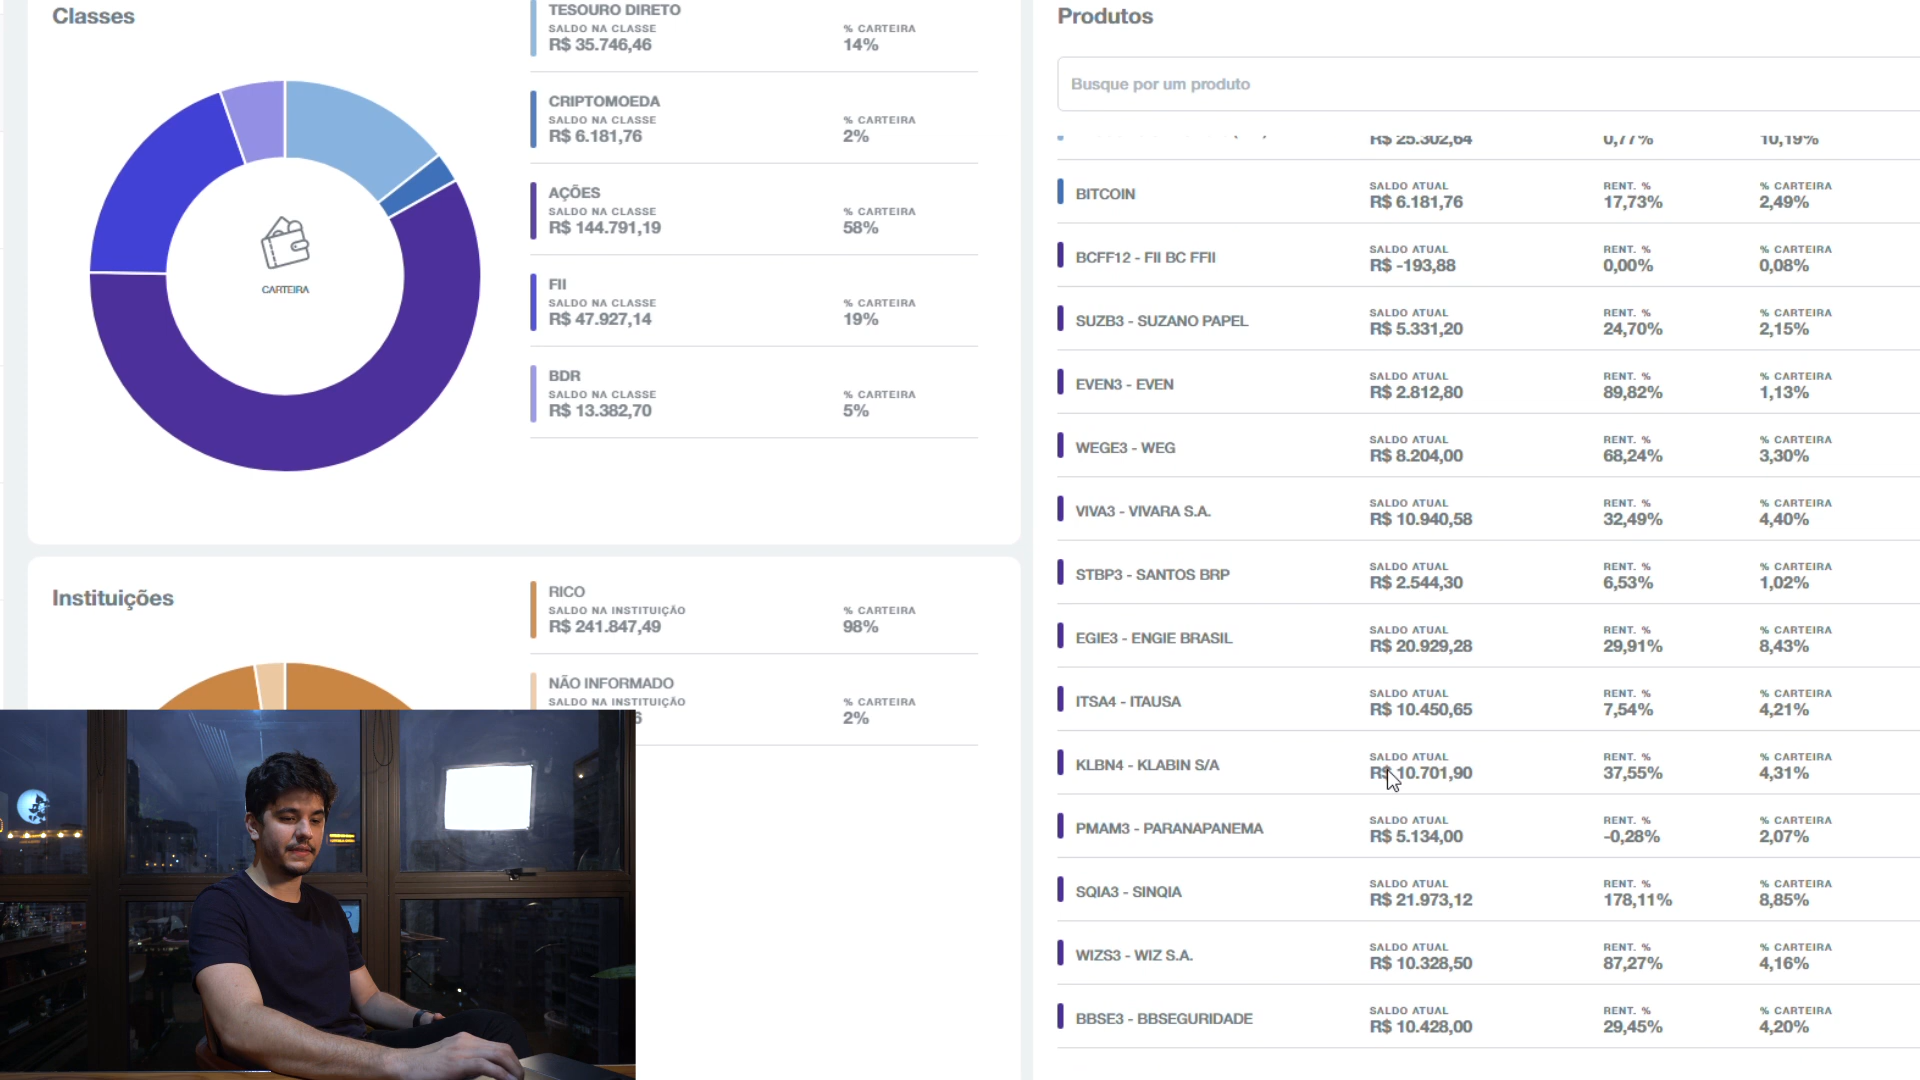 Classes
TESOURO DIRETO
SALDO NA CLASSE % CARTEIRA
R$ 35.746,46 14%
CRIPTOMOEDA
SALDO NA CLASSE % CARTEIRA
R$ 6.181,76 2%
AÇÕES
SALDO NA CLASSE % CARTEIRA
R$ 144.791,19 58%
FII
SALDO NA CLASSE % CARTEIRA
R$ 47.927,14 19%
BDR
SALDO NA CLASSE % CARTEIRA
R$ 13.382,70 5%
CARTEIRA
Instituições
RICO
SALDO NA INSTITUIÇÃO % CARTEIRA
R$ 241.847,49 98%
NÃO INFORMADO
SALDO NA INSTITUIÇÃO % CARTEIRA
2%
Produtos
Busque por um produto
R$ 25.302,64 0,77% 10,19%
BITCOIN
SALDO ATUAL RENT. % % CARTEIRA
R$ 6.181,76 17,73% 2,49%
BCFF12 - FII BC FFII
SALDO ATUAL RENT. % % CARTEIRA
R$ -193,88 0,00% 0,08%
SUZB3 - SUZANO PAPEL
SALDO ATUAL RENT. % % CARTEIRA
R$ 5.331,20 24,70% 2,15%
EVEN3 - EVEN
SALDO ATUAL RENT. % % CARTEIRA
R$ 2.812,80 89,82% 1,13%
WEGE3 - WEG
SALDO ATUAL RENT. % % CARTEIRA
R$ 8.204,00 68,24% 3,30%
VIVA3 - VIVARA S.A.
SALDO ATUAL RENT. % % CARTEIRA
R$ 10.940,58 32,49% 4,40%
STBP3 - SANTOS BRP
SALDO ATUAL RENT. % % CARTEIRA
R$ 2.544,30 6,53% 1,02%
EGIE3 - ENGIE BRASIL
SALDO ATUAL RENT. % % CARTEIRA
R$ 20.929,28 29,91% 8,43%
ITSA4 - ITAUSA
SALDO ATUAL RENT. % % CARTEIRA
R$ 10.450,65 7,54% 4,21%
KLBN4 - KLABIN S/A
SALDO ATUAL RENT. % % CARTEIRA
R$ 10.701,90 37,55% 4,31%
PMAM3 - PARANAPANEMA
SALDO ATUAL RENT. % % CARTEIRA
R$ 5.134,00 -0,28% 2,07%
SQIA3 - SINQIA
SALDO ATUAL RENT. % % CARTEIRA
R$ 21.973,12 178,11% 8,85%
WIZS3 - WIZ S.A.
SALDO ATUAL RENT. % % CARTEIRA
R$ 10.328,50 87,27% 4,16%
BBSE3 - BBSEGURIDADE
SALDO ATUAL RENT. % % CARTEIRA
R$ 10.428,00 29,45% 4,20%